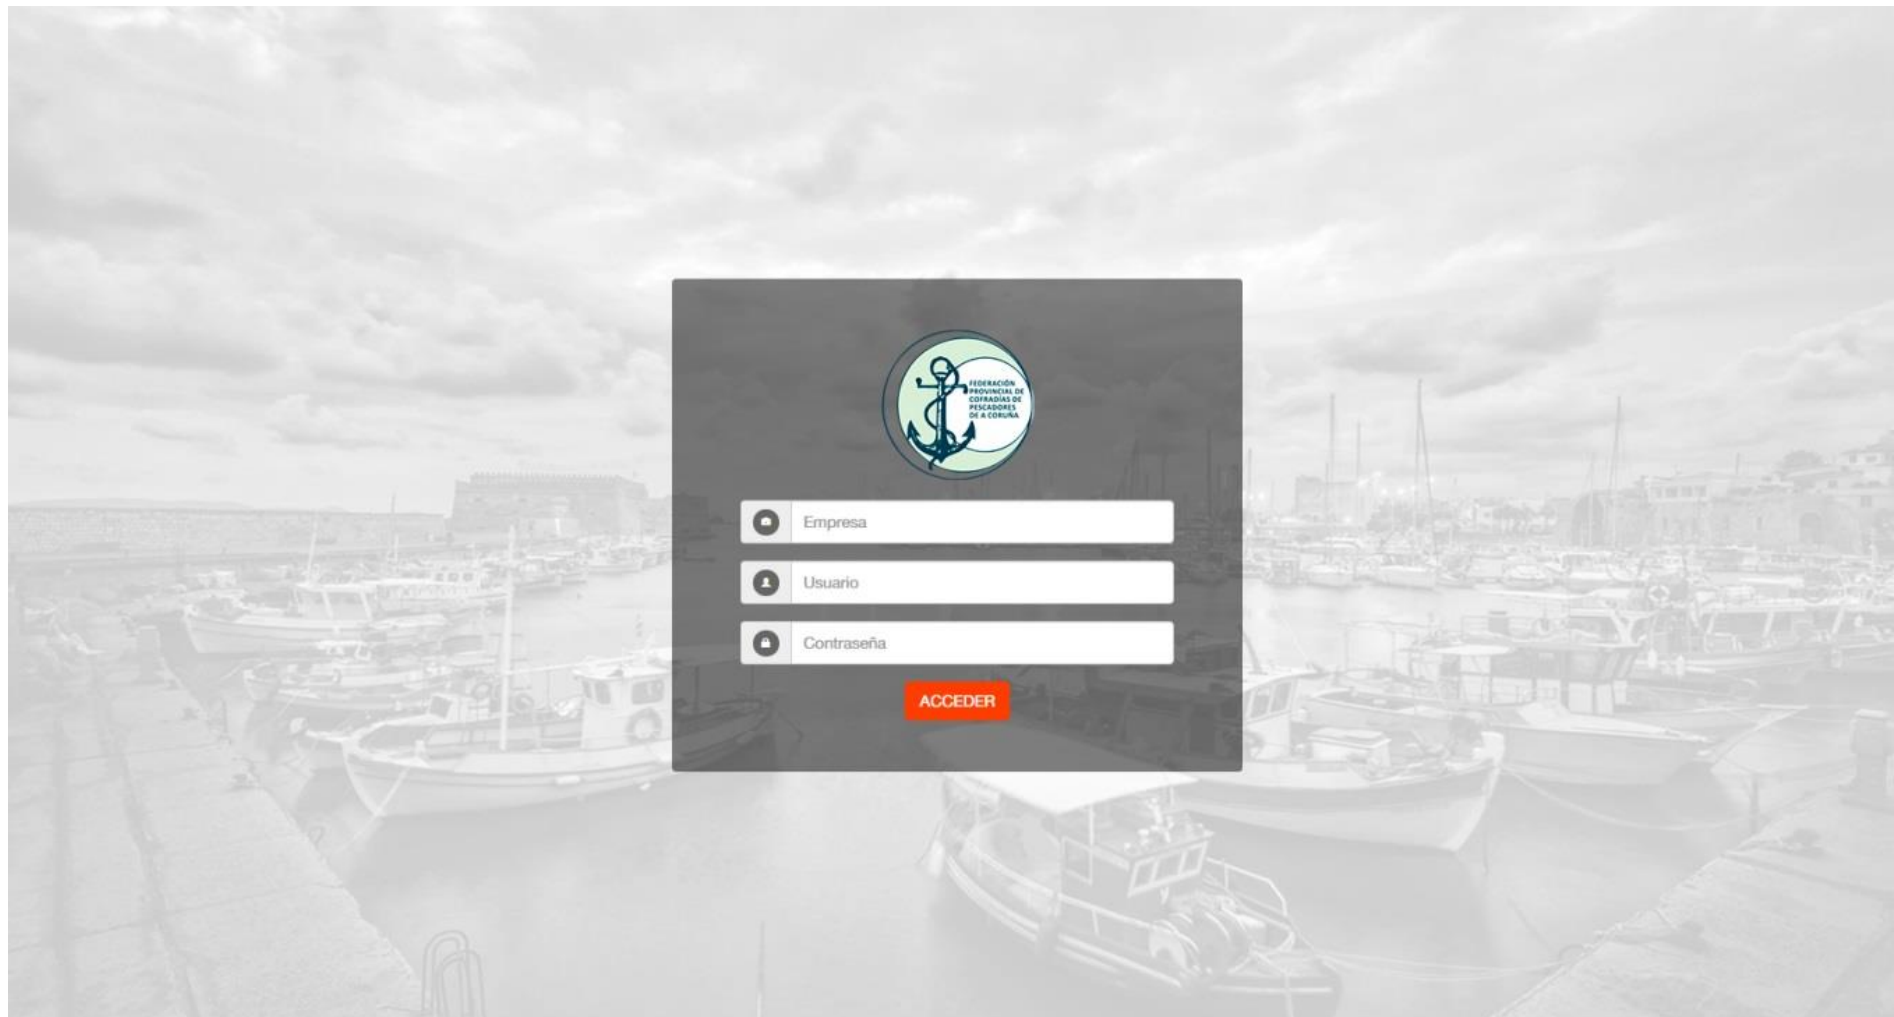 FEDERACIÓN
PROVINCIAL DE
COFRADÍAS DE
PESCADORES
DE A CORUÑA
Empresa
Usuario
Contraseña
ACCEDER